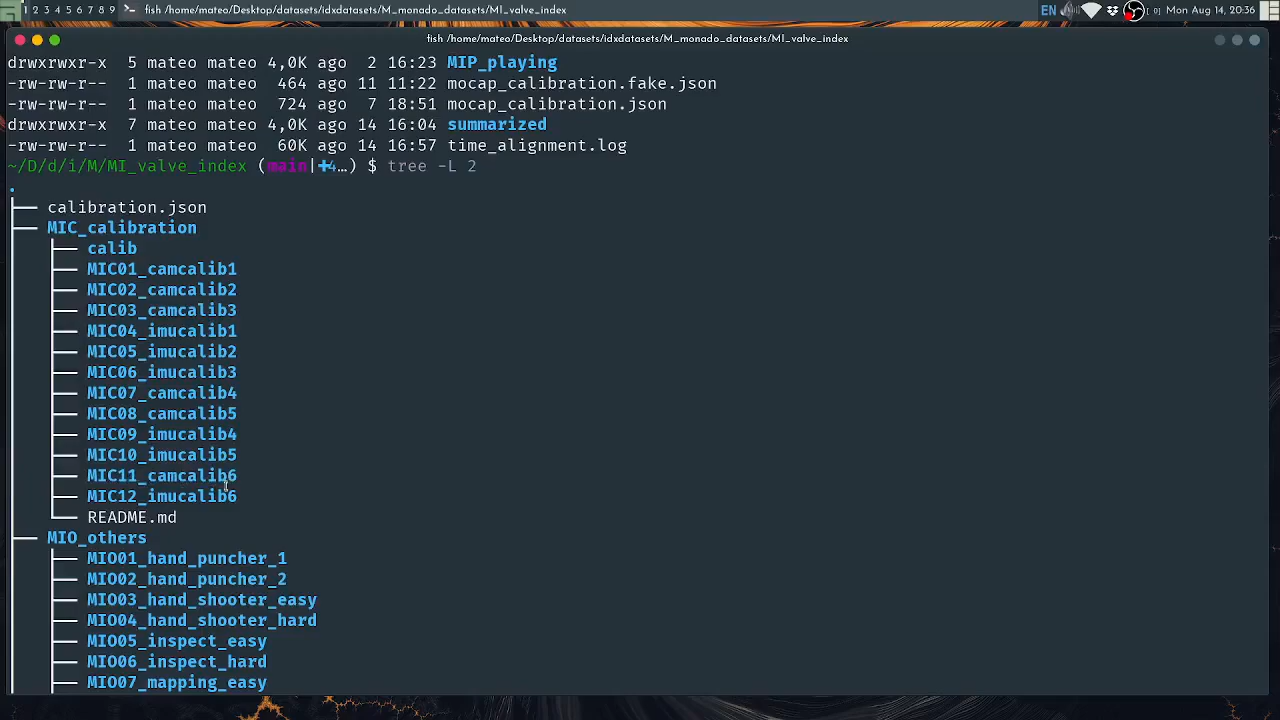 1 2 3 4 5 6 7 8 9 fish /home/mateo/Desktop/datasets/idxdatasets/M_monado_datasets/MI_valve_index EN Mon Aug 14, 20:36
fish /home/mateo/Desktop/datasets/idxdatasets/M_monado_datasets/MI_valve_index
drwxrwxr-x 5 mateo mateo 4,0K ago 2 16:23 MIP_playing
-rw-rw-r-- 1 mateo mateo 464 ago 11 11:22 mocap_calibration.fake.json
-rw-rw-r-- 1 mateo mateo 724 ago 7 18:51 mocap_calibration.json
drwxrwxr-x 7 mateo mateo 4,0K ago 14 16:04 summarized
-rw-rw-r-- 1 mateo mateo 60K ago 14 16:57 time_alignment.log
~/D/d/i/M/MI_valve_index (main|✚4…) $ tree -L 2
.
├── calibration.json
├── MIC_calibration
│   ├── calib
│   ├── MIC01_camcalib1
│   ├── MIC02_camcalib2
│   ├── MIC03_camcalib3
│   ├── MIC04_imucalib1
│   ├── MIC05_imucalib2
│   ├── MIC06_imucalib3
│   ├── MIC07_camcalib4
│   ├── MIC08_camcalib5
│   ├── MIC09_imucalib4
│   ├── MIC10_imucalib5
│   ├── MIC11_camcalib6
│   ├── MIC12_imucalib6
│   └── README.md
├── MIO_others
│   ├── MIO01_hand_puncher_1
│   ├── MIO02_hand_puncher_2
│   ├── MIO03_hand_shooter_easy
│   ├── MIO04_hand_shooter_hard
│   ├── MIO05_inspect_easy
│   ├── MIO06_inspect_hard
│   ├── MIO07_mapping_easy